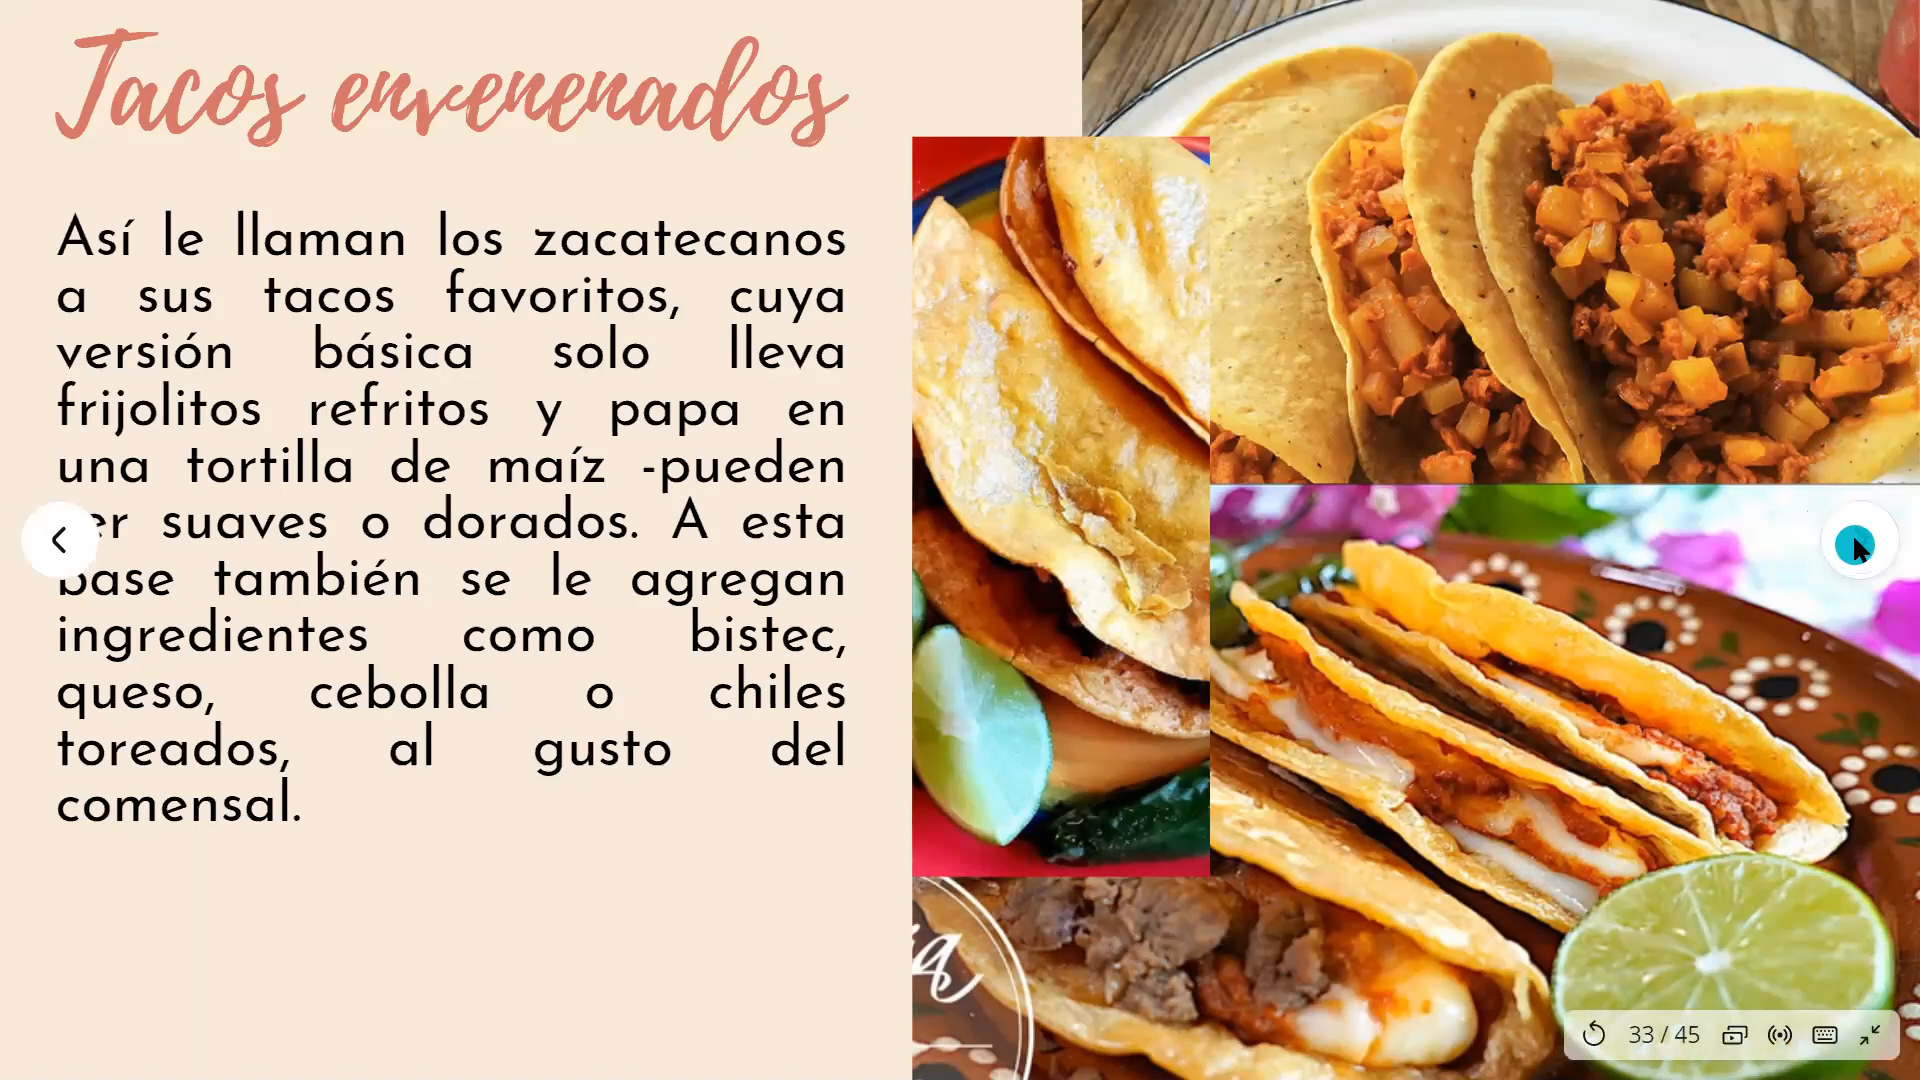 Tacos envenenados
Así le llaman los zacatecanos
a sus tacos favoritos, cuya
versión básica solo lleva
frijolitos refritos y papa en
una tortilla de maíz -pueden
er suaves o dorados. A esta
base también se le agregan
ingredientes como bistec,
queso, cebolla o chiles
toreados, al gusto del
comensal.
33 / 45